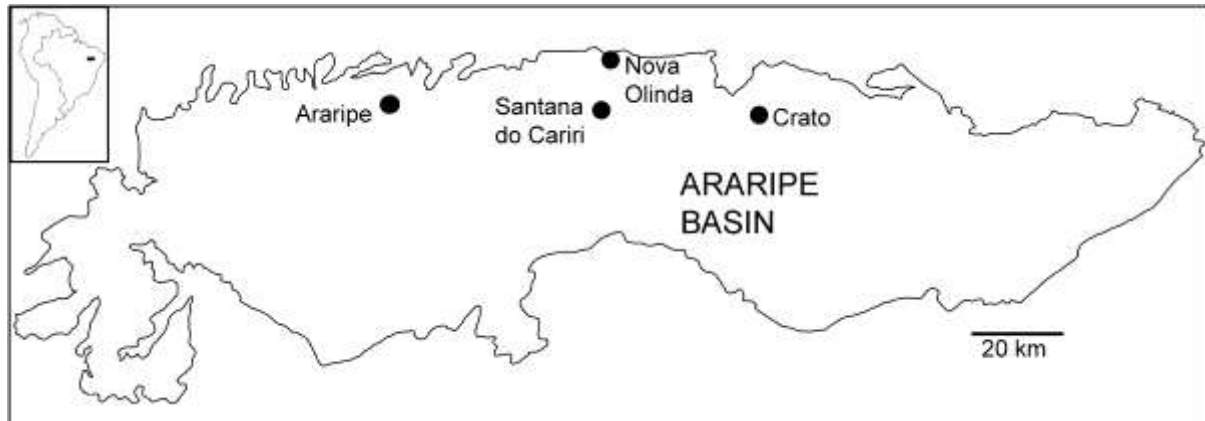 Nova
Olinda
Araripe
Santana
do Cariri
Crato
ARARIPE
BASIN
20 km